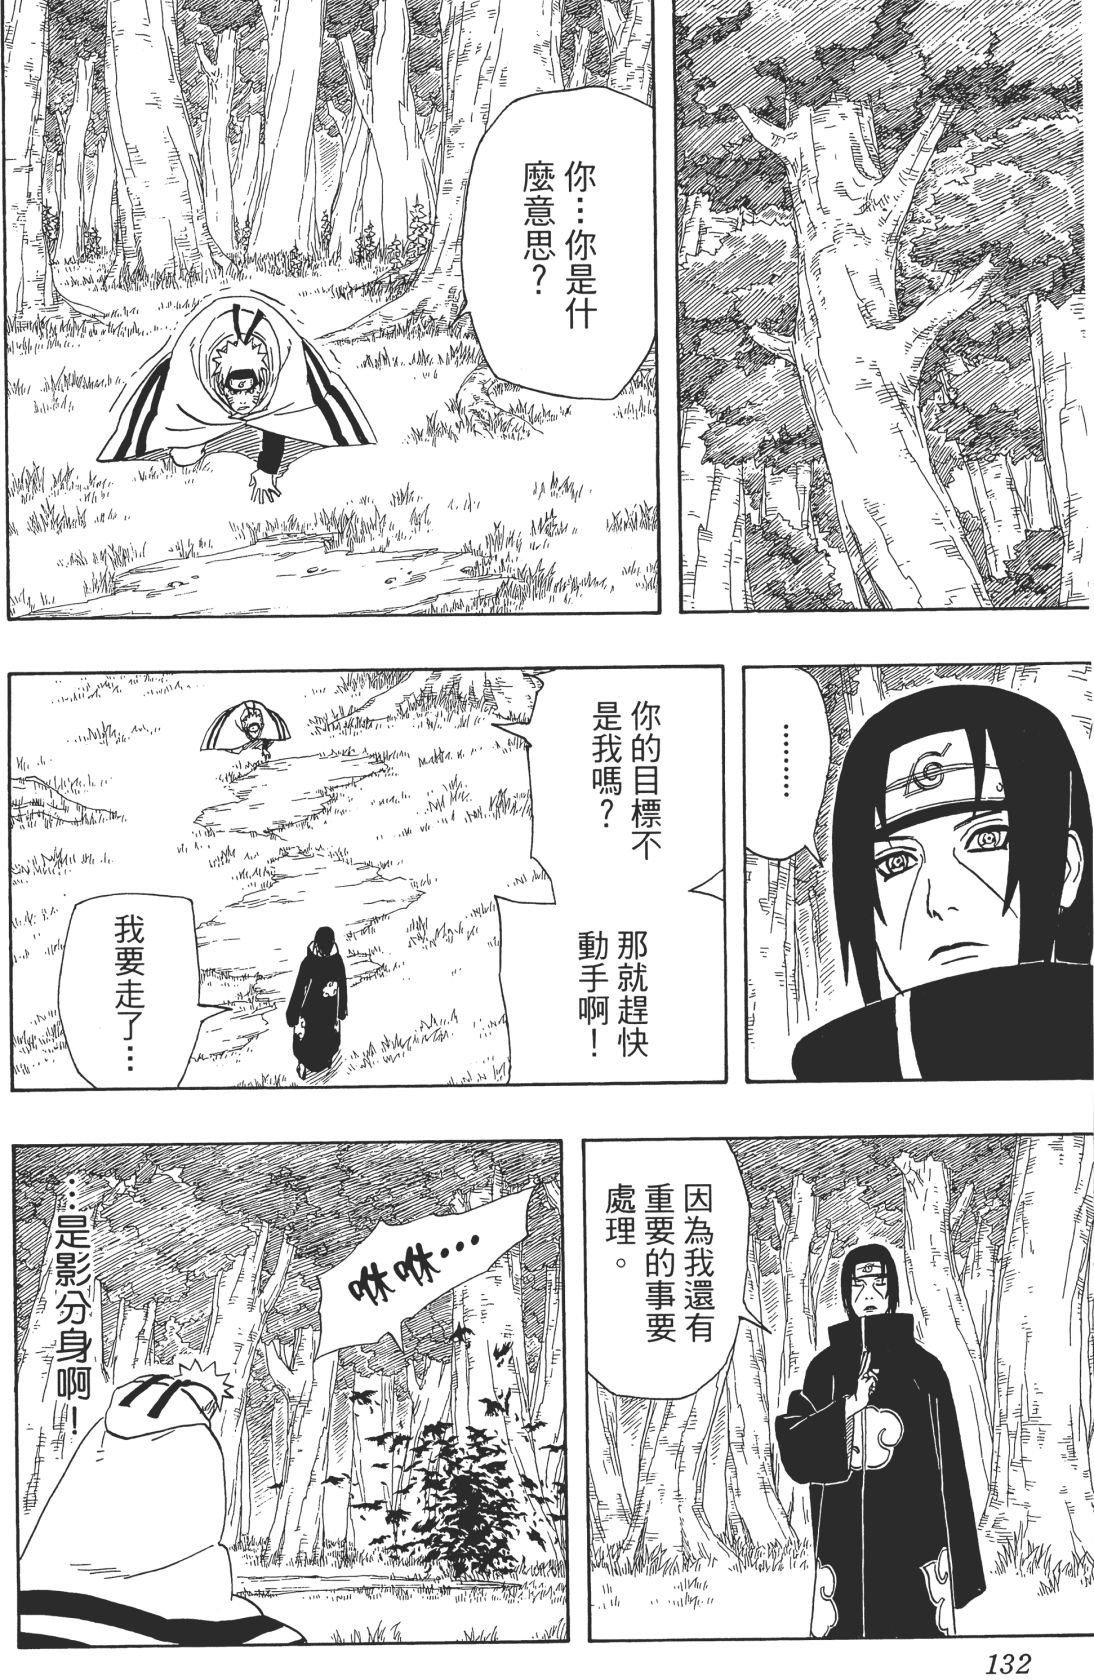 你…你是什
麼意思？
………
你的目標不
是我嗎？
那就趕快
動手啊！
我要走了…
因為我還有
重要的事要
處理。
咻咻…
…是影分身啊！
132